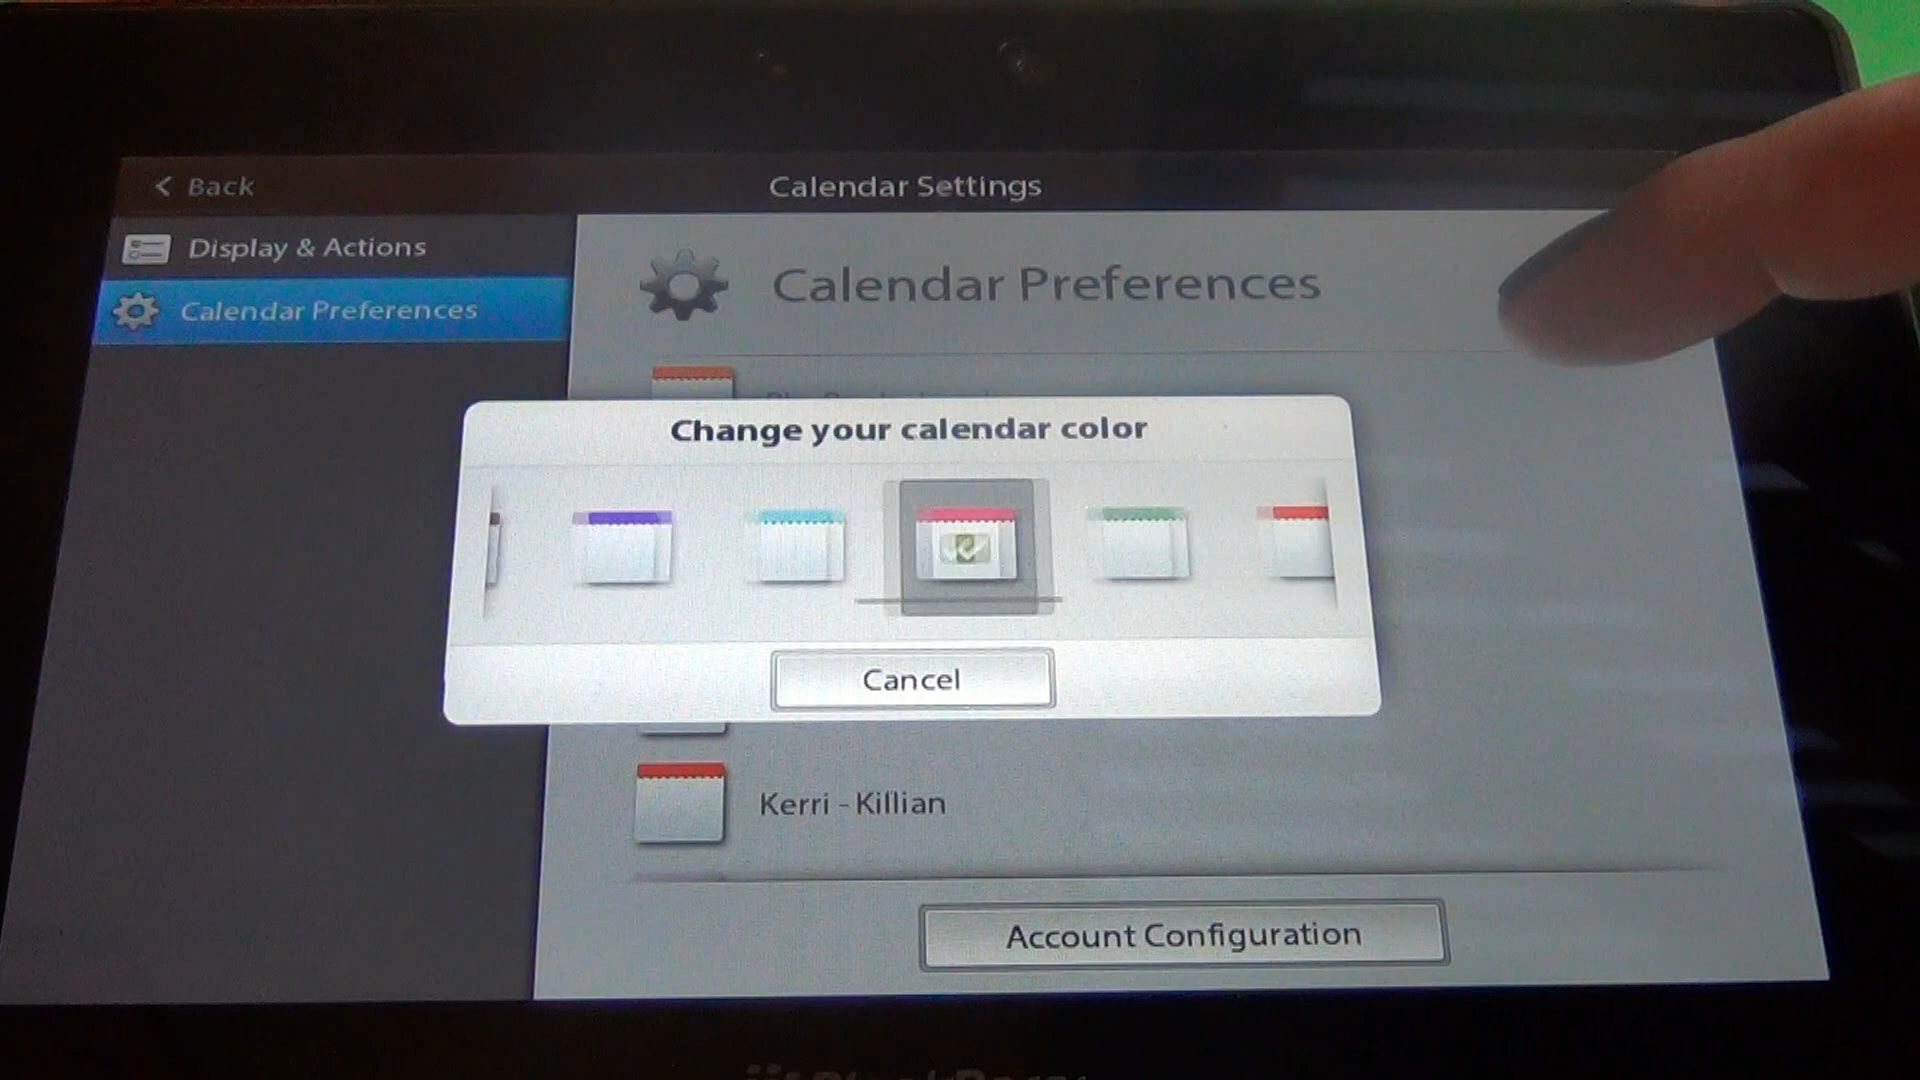 Back
Calendar Settings
Display & Actions
Calendar Preferences
Calendar Preferences
Change your calendar color
Cancel
Kerri - Killian
Account Configuration